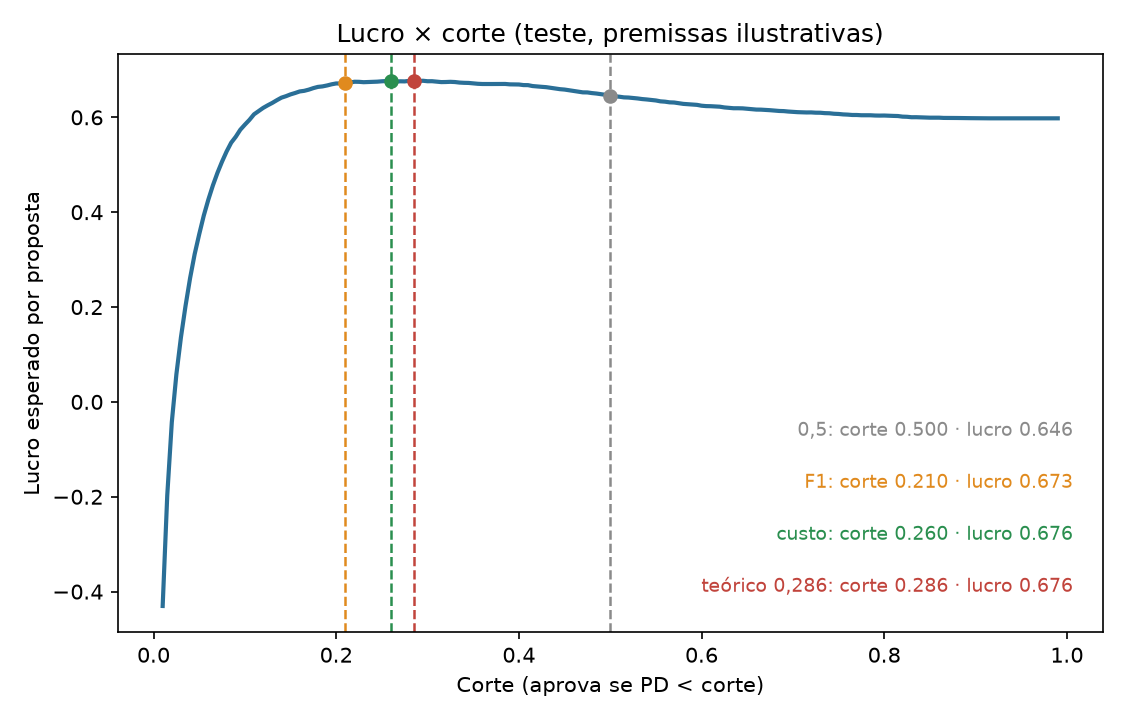 Lucro × corte (teste, premissas ilustrativas)
Lucro esperado por proposta
0.6
0.4
0.2
0.0
−0.2
−0.4
0,5: corte 0.500 · lucro 0.646
F1: corte 0.210 · lucro 0.673
custo: corte 0.260 · lucro 0.676
teórico 0,286: corte 0.286 · lucro 0.676
0.0 0.2 0.4 0.6 0.8 1.0
Corte (aprova se PD < corte)